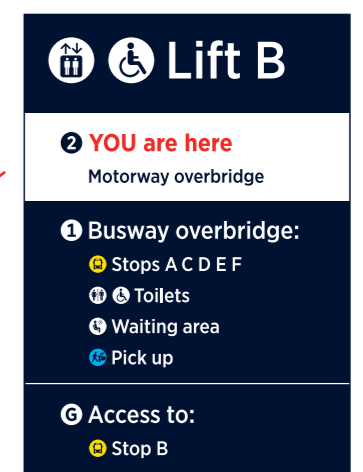 Lift B
2 YOU are here
Motorway overbridge
1 Busway overbridge:
Stops A C D E F
Toilets
Waiting area
Pick up
G Access to:
Stop B